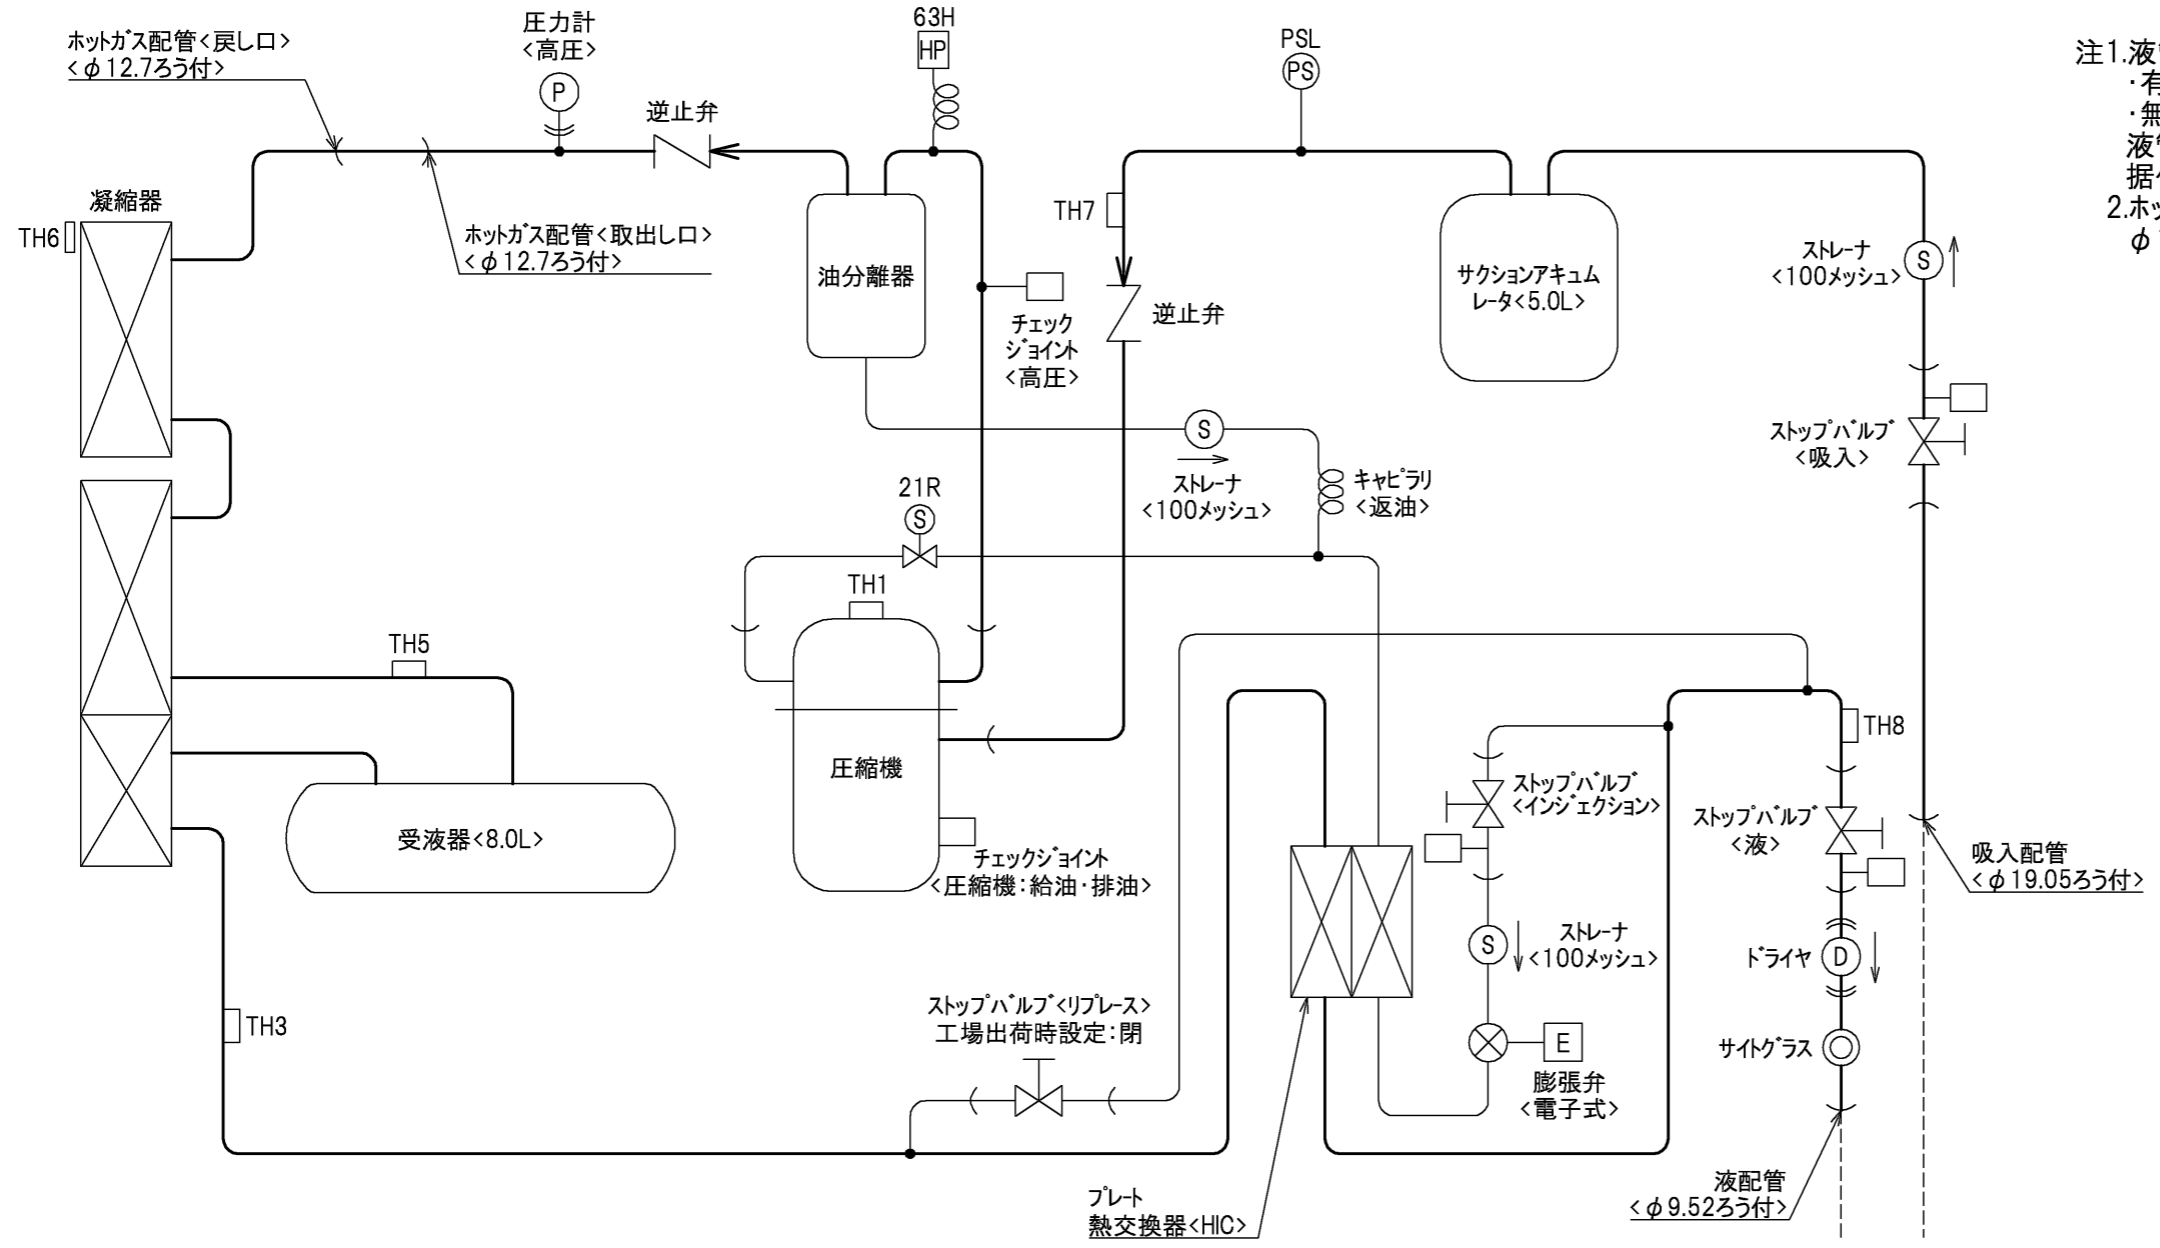 ホットガス配管<戻し口>
<φ12.7ろう付>
圧力計
<高圧>
P
逆止弁
63H
HP
PSL
PS
注1.液
・有
・無
液
据
2.ホッ
φ
凝縮器
TH6
ホットガス配管<取出し口>
<φ12.7ろう付>
油分離器
チェック
ジョイント
<高圧>
TH7
逆止弁
サクションアキュム
レータ<5.0L>
ストレーナ
<100メッシュ>
S
ストップバルブ
<吸入>
S
ストレーナ
<100メッシュ>
キャピラリ
<返油>
21R
S
TH1
TH5
圧縮機
受液器<8.0L>
チェックジョイント
<圧縮機:給油・排油>
TH8
ストップバルブ
<インジェクション>
ストップバルブ
<液>
吸入配管
<φ19.05ろう付>
S
ストレーナ
<100メッシュ>
ドライヤ
D
TH3
ストップバルブ<リプレース>
工場出荷時設定:閉
E
膨張弁
<電子式>
サイトグラス
プレート
熱交換器<HIC>
液配管
<φ9.52ろう付>